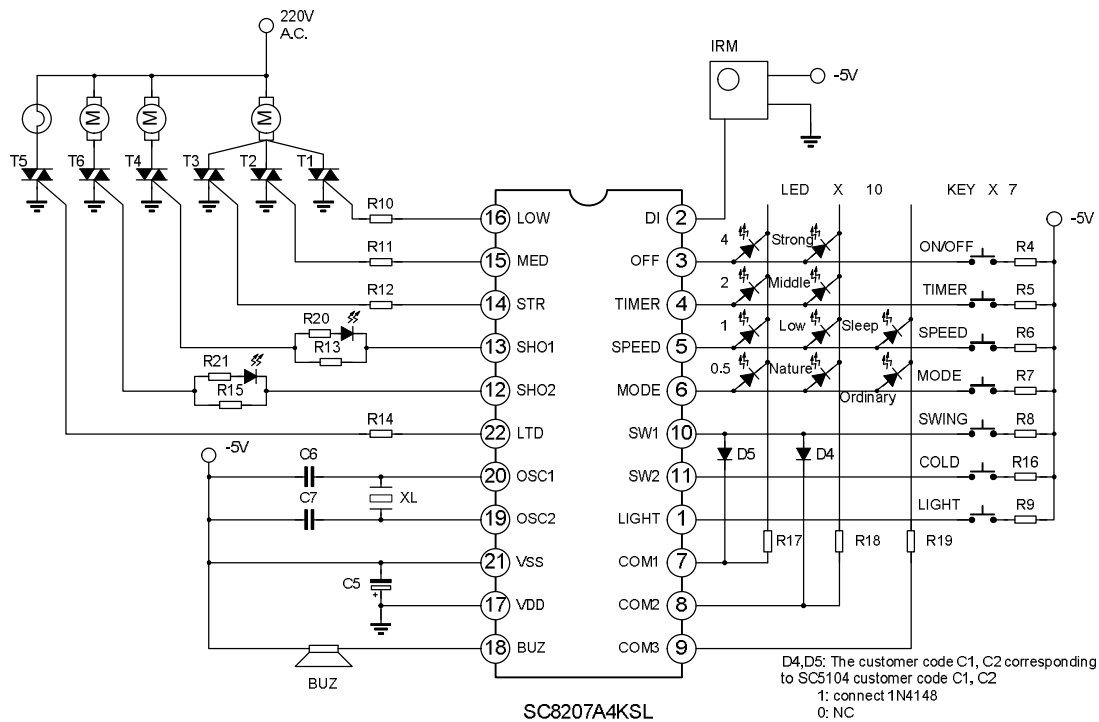 220V
A.C.
IRM
-5V
M
M
M
T5
T6
T4
T3
T2
T1
LED X 10
KEY X 7
-5V
R10
16
LOW
DI
2
R11
15
MED
OFF
3
4
Strong
ON/OFF
R4
R12
14
STR
TIMER
4
2
Middle
TIMER
R5
R20
R13
13
SHO1
SPEED
5
1
Low
Sleep
SPEED
R6
R21
R15
12
SHO2
MODE
6
0.5
Nature
Ordinary
MODE
R7
R14
22
LTD
SW1
10
SWING
R8
-5V
C6
20
OSC1
SW2
11
D5
D4
COLD
R16
C7
XL
19
OSC2
LIGHT
1
LIGHT
R9
R17
R18
R19
21
VSS
COM1
7
C5
+
17
VDD
COM2
8
18
BUZ
COM3
9
BUZ
D4,D5: The customer code C1, C2 corresponding
to SC5104 customer code C1, C2
1: connect 1N4148
0: NC
SC8207A4KSL